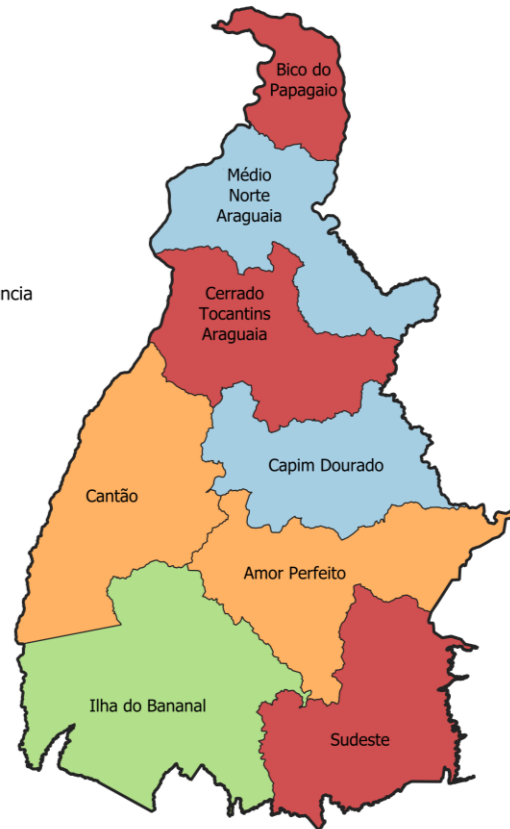 Bico do
Papagaio
Médio
Norte
Araguaia
ncia
Cerrado
Tocantins
Araguaia
Capim Dourado
Cantão
Amor Perfeito
Ilha do Bananal
Sudeste